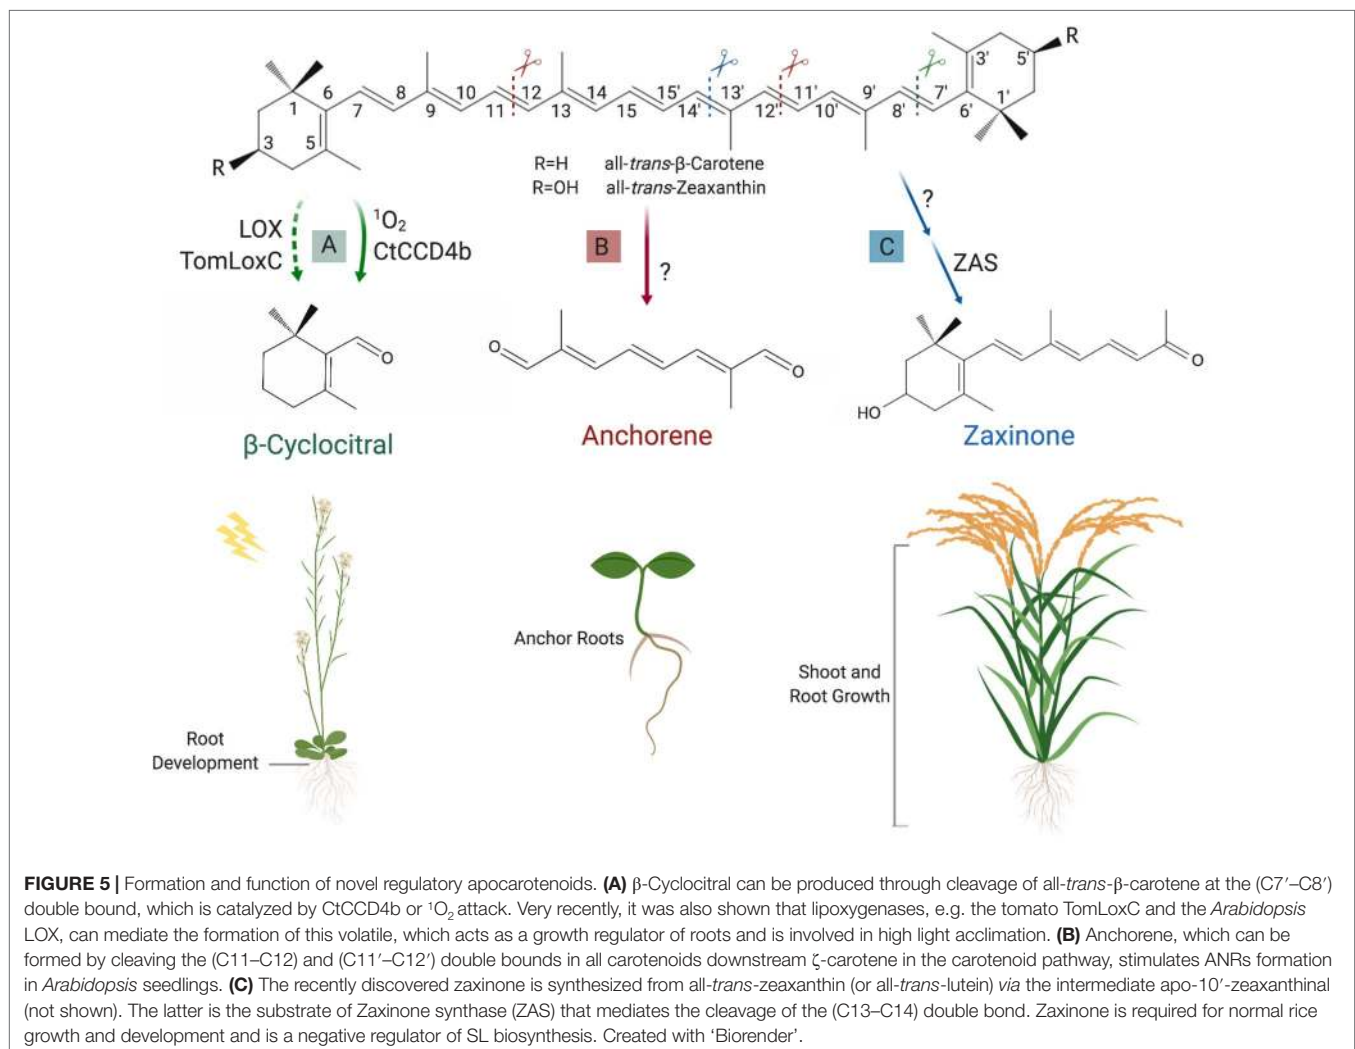 R
3' 5'
6 8 10 12 14 15' 13' 11' 9' 7'
1 7 9 11 13 15 14' 12' 10' 8' 6' 1'
3 5
R
R=H all-trans-β-Carotene
R=OH all-trans-Zeaxanthin
LOX
TomLoxC
A
¹O₂
CtCCD4b
B
?
C
?
ZAS
O
O
O
HO
O
β-Cyclocitral
Anchorene
Zaxinone
Root
Development
Anchor Roots
Shoot and
Root Growth
FIGURE 5 | Formation and function of novel regulatory apocarotenoids. (A) β-Cyclocitral can be produced through cleavage of all-trans-β-carotene at the (C7′–C8′)
double bound, which is catalyzed by CtCCD4b or ¹O₂ attack. Very recently, it was also shown that lipoxygenases, e.g. the tomato TomLoxC and the Arabidopsis
LOX, can mediate the formation of this volatile, which acts as a growth regulator of roots and is involved in high light acclimation. (B) Anchorene, which can be
formed by cleaving the (C11–C12) and (C11′–C12′) double bounds in all carotenoids downstream ζ-carotene in the carotenoid pathway, stimulates ANRs formation
in Arabidopsis seedlings. (C) The recently discovered zaxinone is synthesized from all-trans-zeaxanthin (or all-trans-lutein) via the intermediate apo-10′-zeaxanthinal
(not shown). The latter is the substrate of Zaxinone synthase (ZAS) that mediates the cleavage of the (C13–C14) double bond. Zaxinone is required for normal rice
growth and development and is a negative regulator of SL biosynthesis. Created with ‘Biorender’.